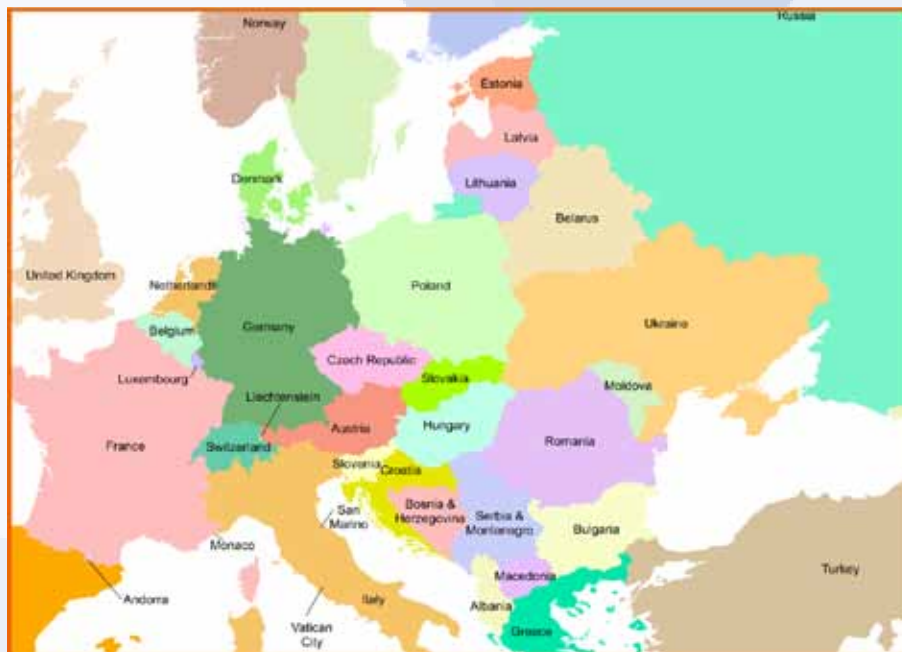 Norway
Russia
Estonia
Latvia
Lithuania
Denmark
Belarus
United Kingdom
Netherlands
Poland
Germany
Ukraine
Belgium
Czech Republic
Luxembourg
Slovakia
Moldova
Liechtenstein
France
Switzerland
Austria
Hungary
Romania
Slovenia
Croatia
San
Marino
Bosnia &
Herzegovina
Serbia &
Montenegro
Bulgaria
Monaco
Macedonia
Turkey
Andorra
Italy
Albania
Vatican
City
Greece